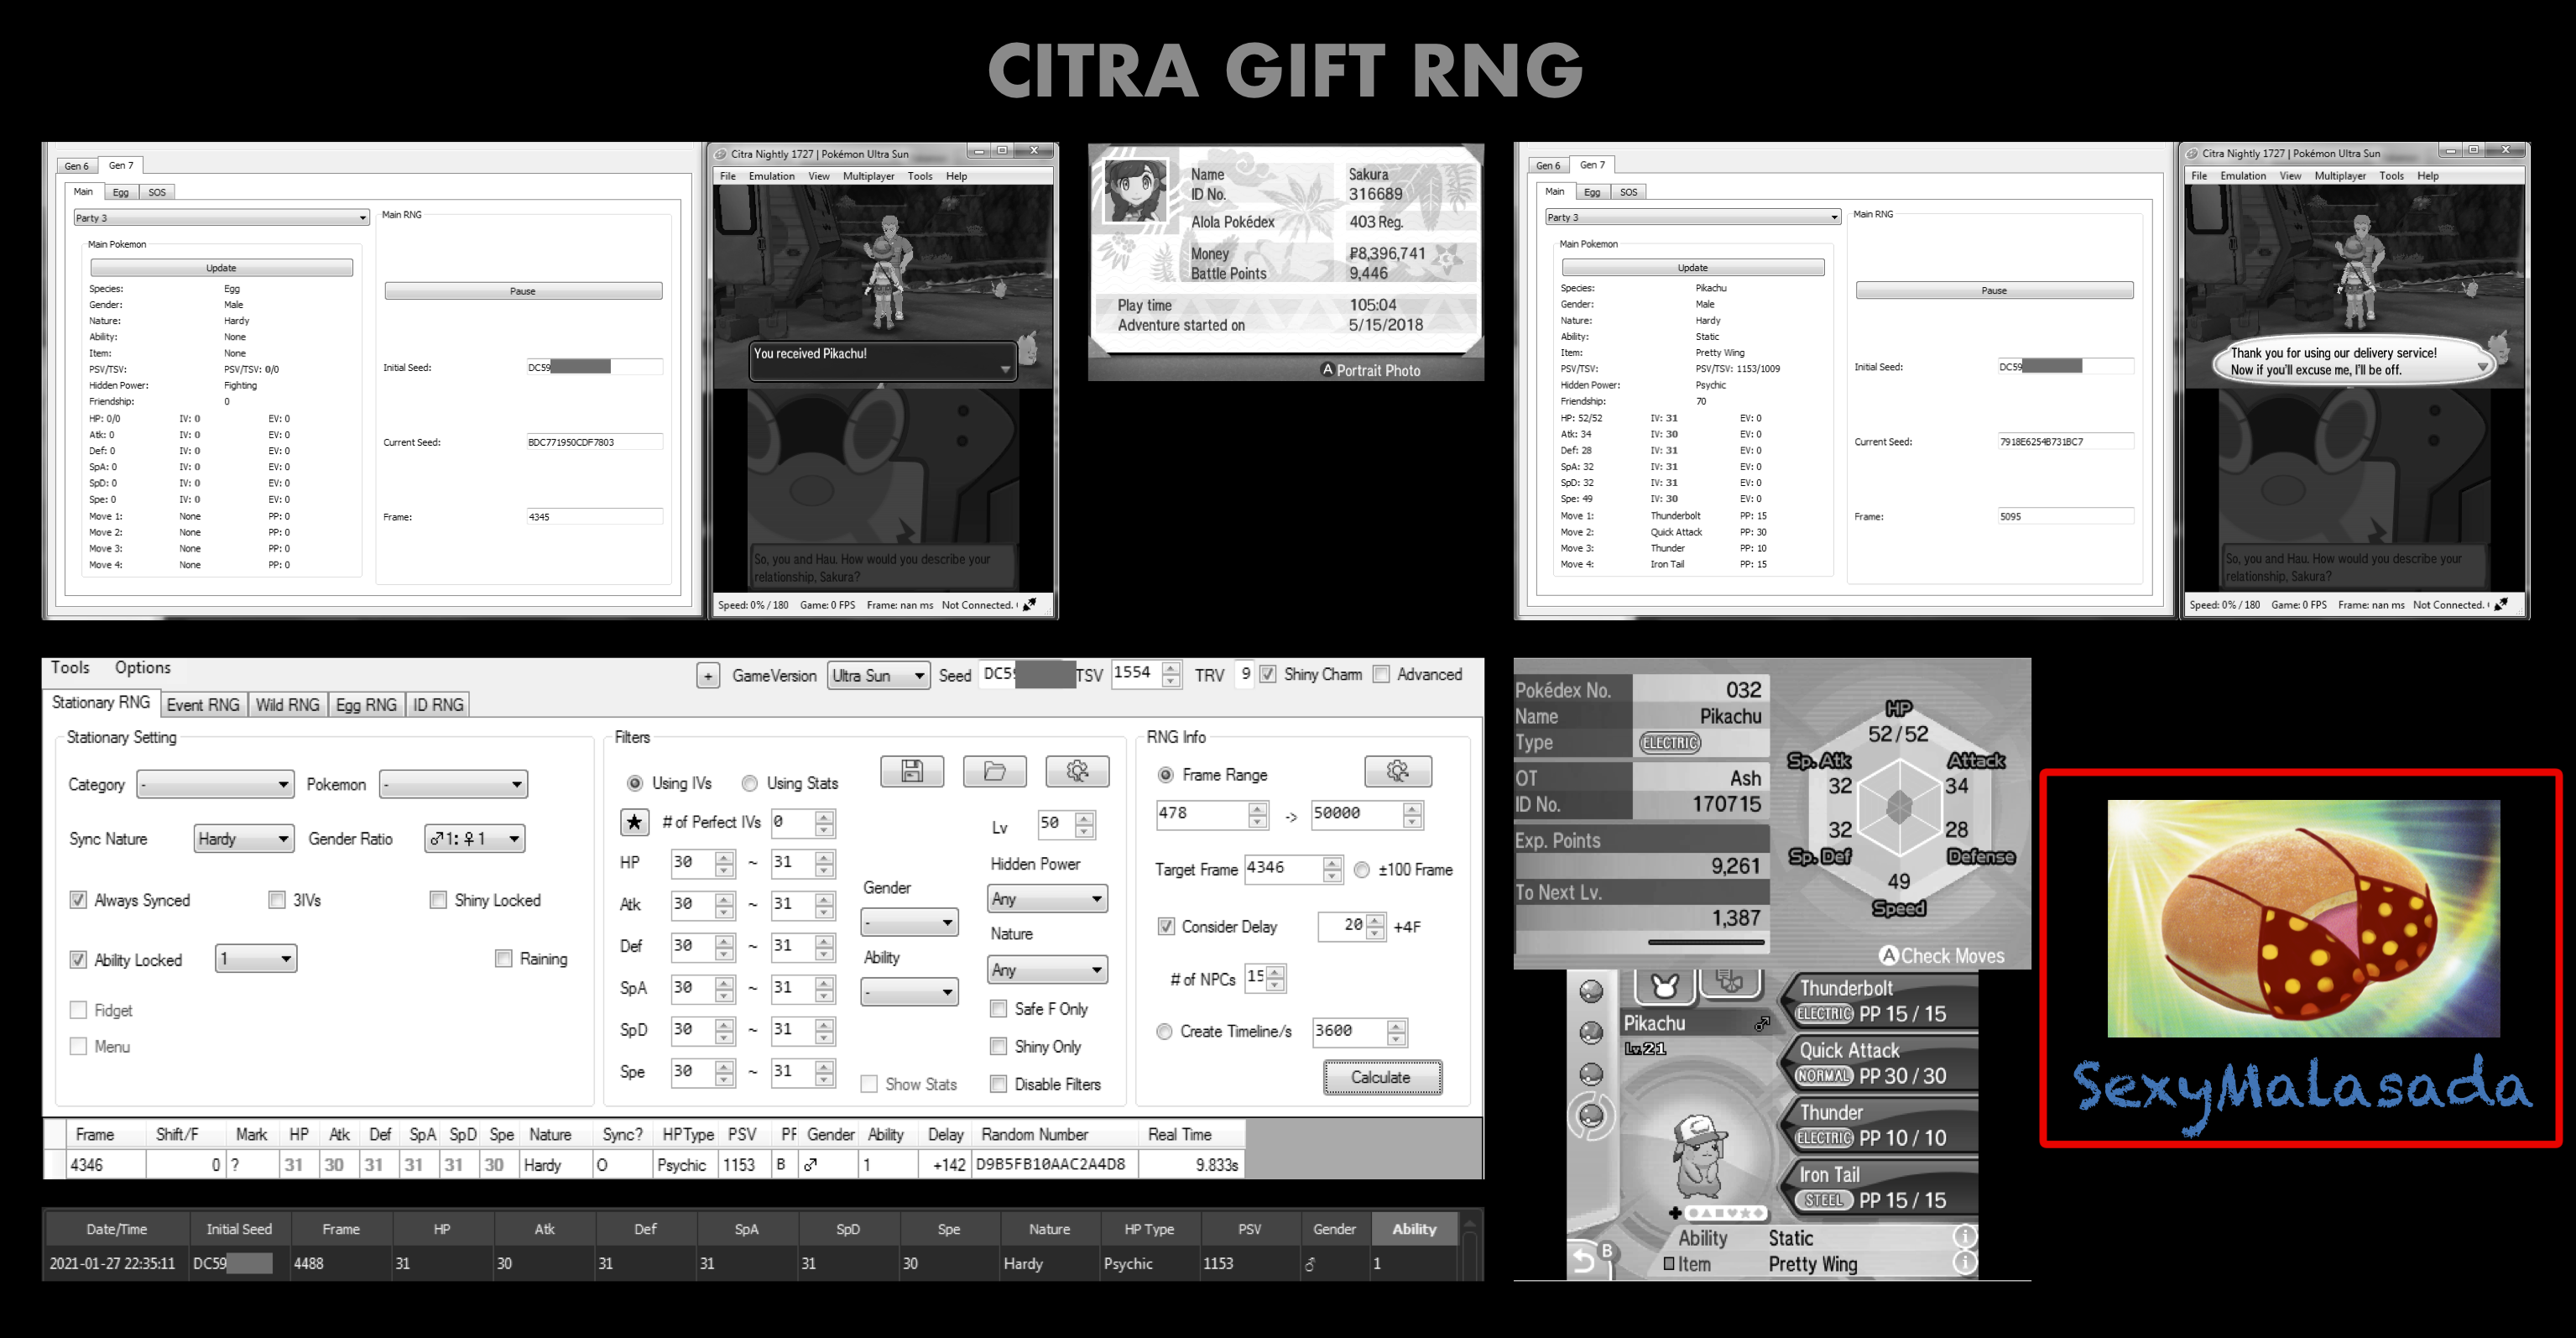 CITRA GIFT RNG
Gen 6 Gen 7
Main Egg SOS
Party 3
Main Pokemon
Update
Species: Egg
Gender: Male
Nature: Hardy
Ability: None
Item: None
PSV/TSV: PSV/TSV: 0/0
Hidden Power: Fighting
Friendship: 0
HP: 0/0 IV: 0 EV: 0
Atk: 0 IV: 0 EV: 0
Def: 0 IV: 0 EV: 0
SpA: 0 IV: 0 EV: 0
SpD: 0 IV: 0 EV: 0
Spe: 0 IV: 0 EV: 0
Move 1: None PP: 0
Move 2: None PP: 0
Move 3: None PP: 0
Move 4: None PP: 0
Main RNG
Pause
Initial Seed: DC59
Current Seed: BDC771950CDF7803
Frame: 4345
Citra Nightly 1727 | Pokémon Ultra Sun
File Emulation View Multiplayer Tools Help
You received Pikachu!
So, you and Hau. How would you describe your
relationship, Sakura?
Speed: 0% / 180 Game: 0 FPS Frame: nan ms Not Connected.
Name Sakura
ID No. 316689
Alola Pokédex 403 Reg.
Money ₽8,396,741
Battle Points 9,446
Play time 105:04
Adventure started on 5/15/2018
A Portrait Photo
Gen 6 Gen 7
Main Egg SOS
Party 3
Main Pokemon
Update
Species: Pikachu
Gender: Male
Nature: Hardy
Ability: Static
Item: Pretty Wing
PSV/TSV: PSV/TSV: 1153/1009
Hidden Power: Psychic
Friendship: 70
HP: 52/52 IV: 31 EV: 0
Atk: 34 IV: 30 EV: 0
Def: 28 IV: 31 EV: 0
SpA: 32 IV: 31 EV: 0
SpD: 32 IV: 31 EV: 0
Spe: 49 IV: 30 EV: 0
Move 1: Thunderbolt PP: 15
Move 2: Quick Attack PP: 30
Move 3: Thunder PP: 10
Move 4: Iron Tail PP: 15
Main RNG
Pause
Initial Seed: DC59
Current Seed: 7918E6254B731BC7
Frame: 5095
Citra Nightly 1727 | Pokémon Ultra Sun
File Emulation View Multiplayer Tools Help
Thank you for using our delivery service!
Now if you'll excuse me, I'll be off.
So, you and Hau. How would you describe your
relationship, Sakura?
Speed: 0% / 180 Game: 0 FPS Frame: nan ms Not Connected.
Tools Options
+ GameVersion Ultra Sun Seed DC5 TSV 1554 TRV 9 Shiny Charm Advanced
Stationary RNG Event RNG Wild RNG Egg RNG ID RNG
Stationary Setting
Category - Pokemon -
Sync Nature Hardy Gender Ratio ♂1: ♀1
Always Synced 3IVs Shiny Locked
Ability Locked 1 Raining
Fidget
Menu
Filters
Using IVs Using Stats
★ # of Perfect IVs 0
HP 30 ~ 31
Atk 30 ~ 31
Def 30 ~ 31
SpA 30 ~ 31
SpD 30 ~ 31
Spe 30 ~ 31
Gender
-
Ability
-
Show Stats
Lv 50
Hidden Power
Any
Nature
Any
Safe F Only
Shiny Only
Disable Filters
RNG Info
Frame Range
478 -> 50000
Target Frame 4346 ±100 Frame
Consider Delay 20 +4F
# of NPCs 15
Create Timeline/s 3600
Calculate
Frame Shift/F Mark HP Atk Def SpA SpD Spe Nature Sync? HPType PSV PF Gender Ability Delay Random Number Real Time
4346 0 ? 31 30 31 31 31 30 Hardy O Psychic 1153 B ♂ 1 +142 D9B5FB10AAC2A4D8 9.833s
Date/Time Initial Seed Frame HP Atk Def SpA SpD Spe Nature HP Type PSV Gender Ability
2021-01-27 22:35:11 DC59 4488 31 30 31 31 31 30 Hardy Psychic 1153 ♂ 1
Pokédex No. 032
Name Pikachu
Type ELECTRIC
OT Ash
ID No. 170715
Exp. Points
9,261
To Next Lv.
1,387
HP
52/52
Sp. Atk Attack
32 34
32 28
Sp. Def Defense
49
Speed
A Check Moves
Pikachu ♂
Lv.21
Thunderbolt
ELECTRIC PP 15 / 15
Quick Attack
NORMAL PP 30 / 30
Thunder
ELECTRIC PP 10 / 10
Iron Tail
STEEL PP 15 / 15
Ability Static
Item Pretty Wing
B
SexyMalasada